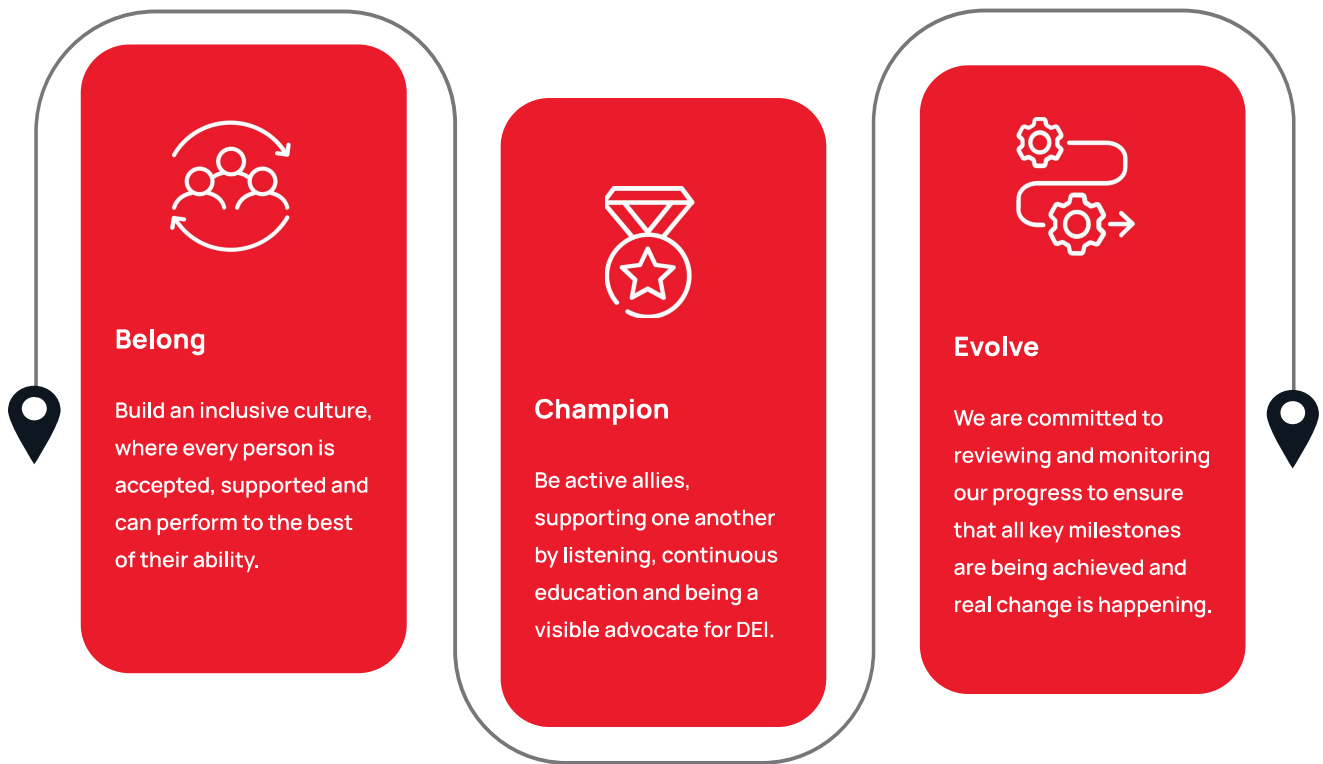 Belong
Build an inclusive culture,
where every person is
accepted, supported and
can perform to the best
of their ability.
Champion
Be active allies,
supporting one another
by listening, continuous
education and being a
visible advocate for DEI.
Evolve
We are committed to
reviewing and monitoring
our progress to ensure
that all key milestones
are being achieved and
real change is happening.